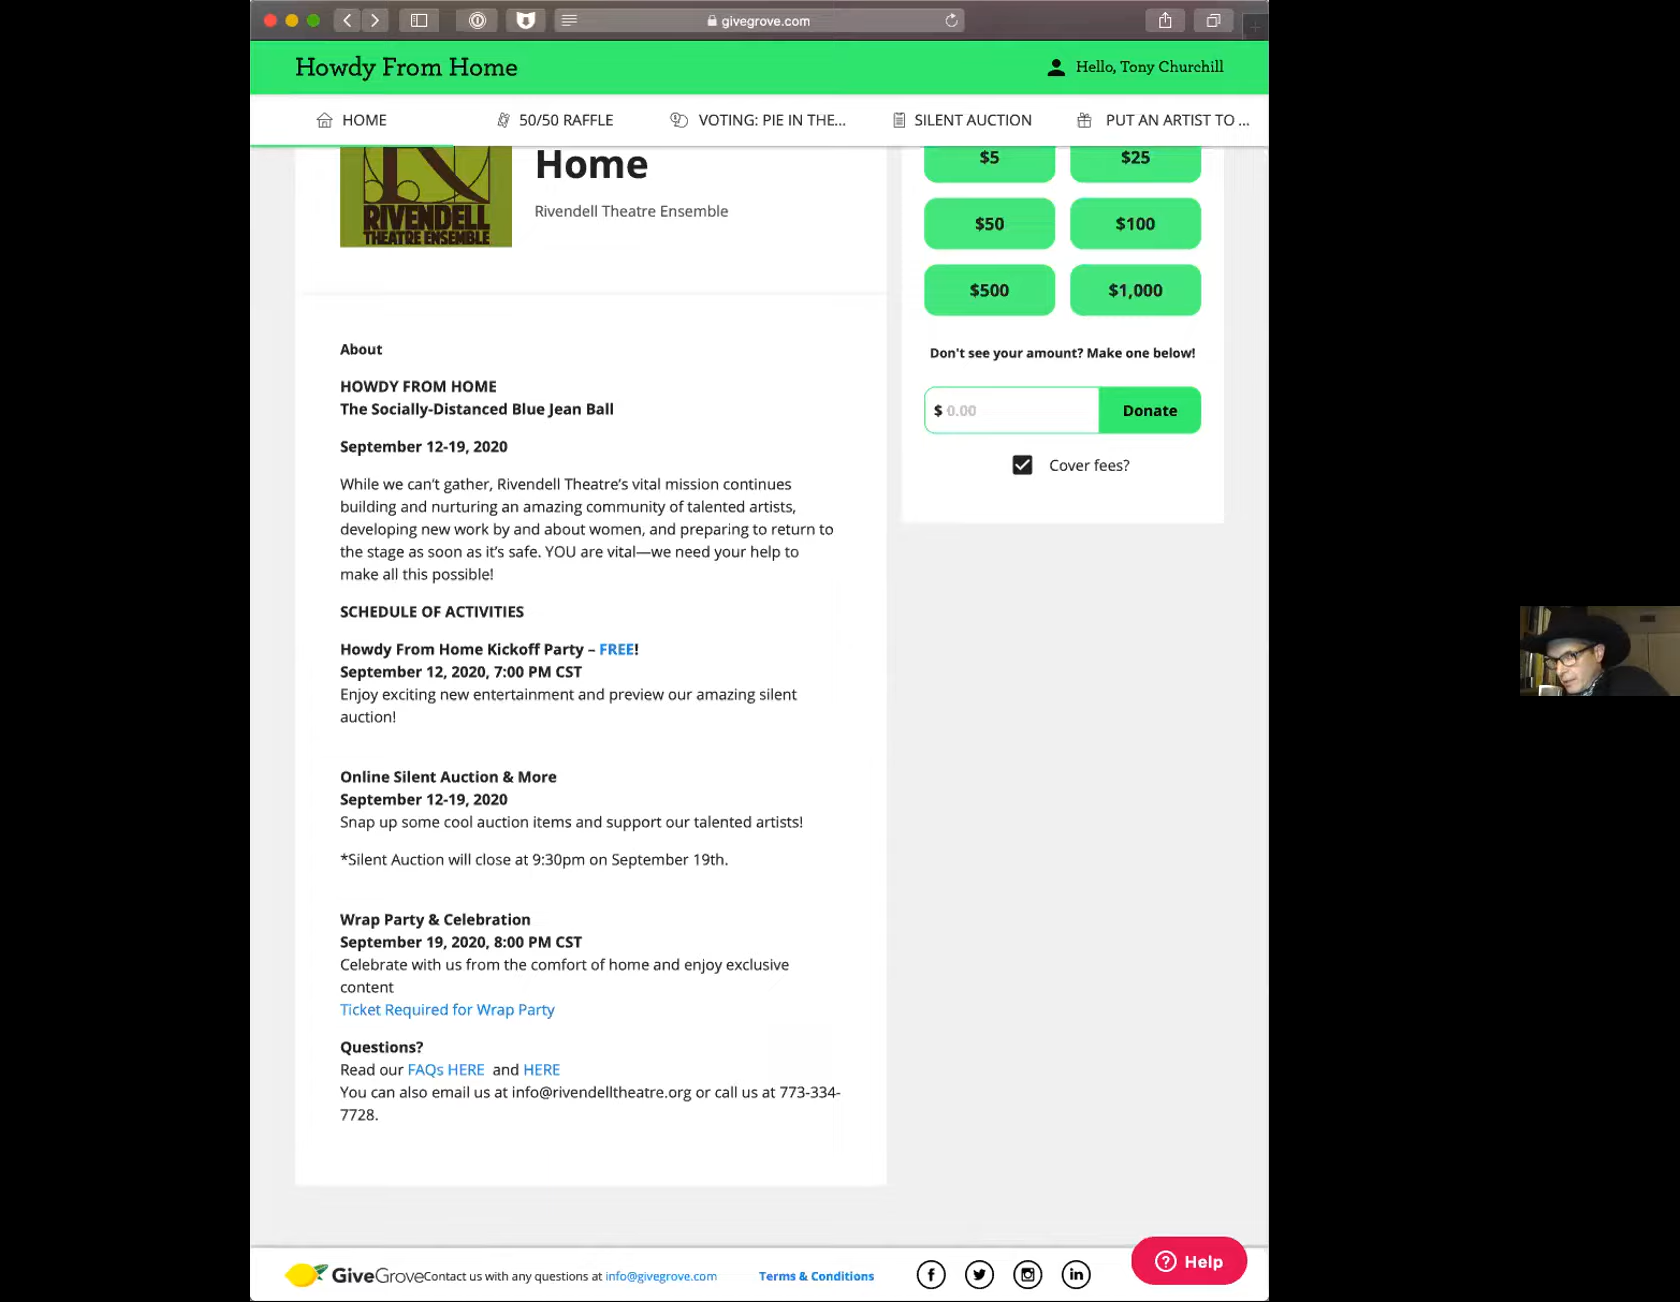 givegrove.com
Howdy From Home
Hello, Tony Churchill
HOME
50/50 RAFFLE
VOTING: PIE IN THE...
SILENT AUCTION
PUT AN ARTIST TO ...
R
RIVENDELL
THEATRE ENSEMBLE
Home
Rivendell Theatre Ensemble
About
HOWDY FROM HOME
The Socially-Distanced Blue Jean Ball
September 12-19, 2020
While we can't gather, Rivendell Theatre's vital mission continues
building and nurturing an amazing community of talented artists,
developing new work by and about women, and preparing to return to
the stage as soon as it's safe. YOU are vital—we need your help to
make all this possible!
SCHEDULE OF ACTIVITIES
Howdy From Home Kickoff Party – FREE!
September 12, 2020, 7:00 PM CST
Enjoy exciting new entertainment and preview our amazing silent
auction!
Online Silent Auction & More
September 12-19, 2020
Snap up some cool auction items and support our talented artists!
*Silent Auction will close at 9:30pm on September 19th.
Wrap Party & Celebration
September 19, 2020, 8:00 PM CST
Celebrate with us from the comfort of home and enjoy exclusive
content
Ticket Required for Wrap Party
Questions?
Read our FAQs HERE and HERE
You can also email us at info@rivendelltheatre.org or call us at 773-334-
7728.
$5
$25
$50
$100
$500
$1,000
Don't see your amount? Make one below!
$ 0.00
Donate
Cover fees?
GiveGrove
Contact us with any questions at info@givegrove.com
Terms & Conditions
Help